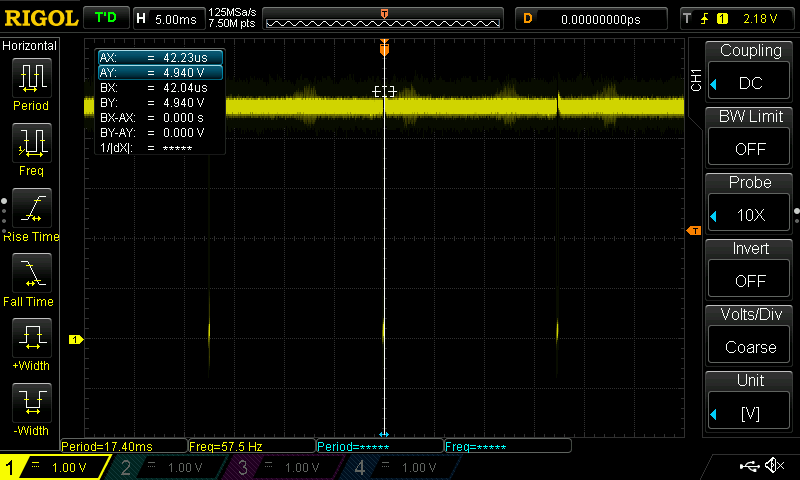 RIGOL T'D H 5.00ms 125MSa/s 7.50M pts T D 0.00000000ps T 1 2.18 V
Horizontal
Period
Freq
Rise Time
Fall Time
+Width
-Width
AX: = 42.23us
AY: = 4.940 V
BX: = 42.04us
BY: = 4.940 V
BX-AX: = 0.000 s
BY-AY: = 0.000 V
1/|dX|: = *****
T
T
1
CH1
Coupling
DC
BW Limit
OFF
Probe
10X
Invert
OFF
Volts/Div
Coarse
Unit
[V]
Period=17.40ms Freq=57.5 Hz Period=***** Freq=*****
1 = 1.00 V 2 = 1.00 V 3 = 1.00 V 4 = 1.00 V